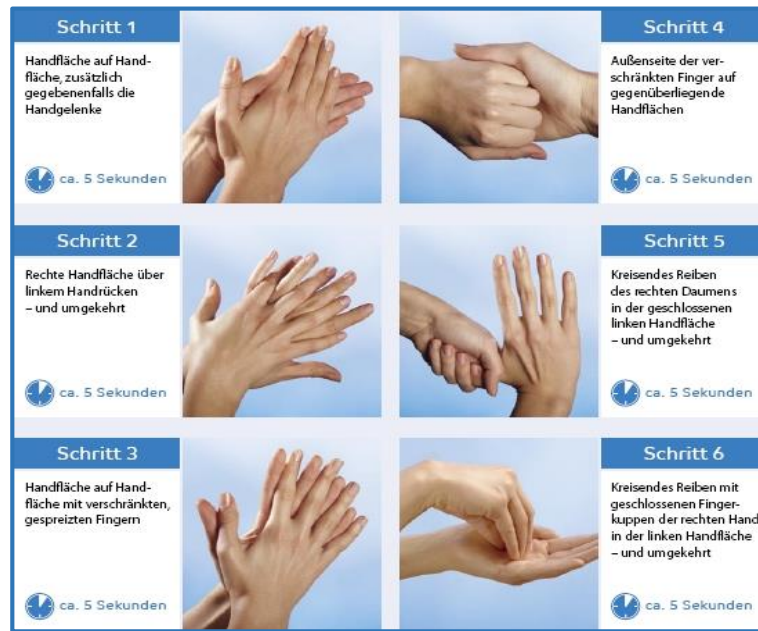 Schritt 1
Handfläche auf Hand-
fläche, zusätzlich
gegebenenfalls die
Handgelenke
ca. 5 Sekunden
Schritt 2
Rechte Handfläche über
linkem Handrücken
– und umgekehrt
ca. 5 Sekunden
Schritt 3
Handfläche auf Hand-
fläche mit verschränkten,
gespreizten Fingern
ca. 5 Sekunden
Schritt 4
Außenseite der ver-
schränkten Finger auf
gegenüberliegende
Handflächen
ca. 5 Sekunden
Schritt 5
Kreisendes Reiben
des rechten Daumens
in der geschlossenen
linken Handfläche
– und umgekehrt
ca. 5 Sekunden
Schritt 6
Kreisendes Reiben mit
geschlossenen Finger-
kuppen der rechten Hand
in der linken Handfläche
– und umgekehrt
ca. 5 Sekunden